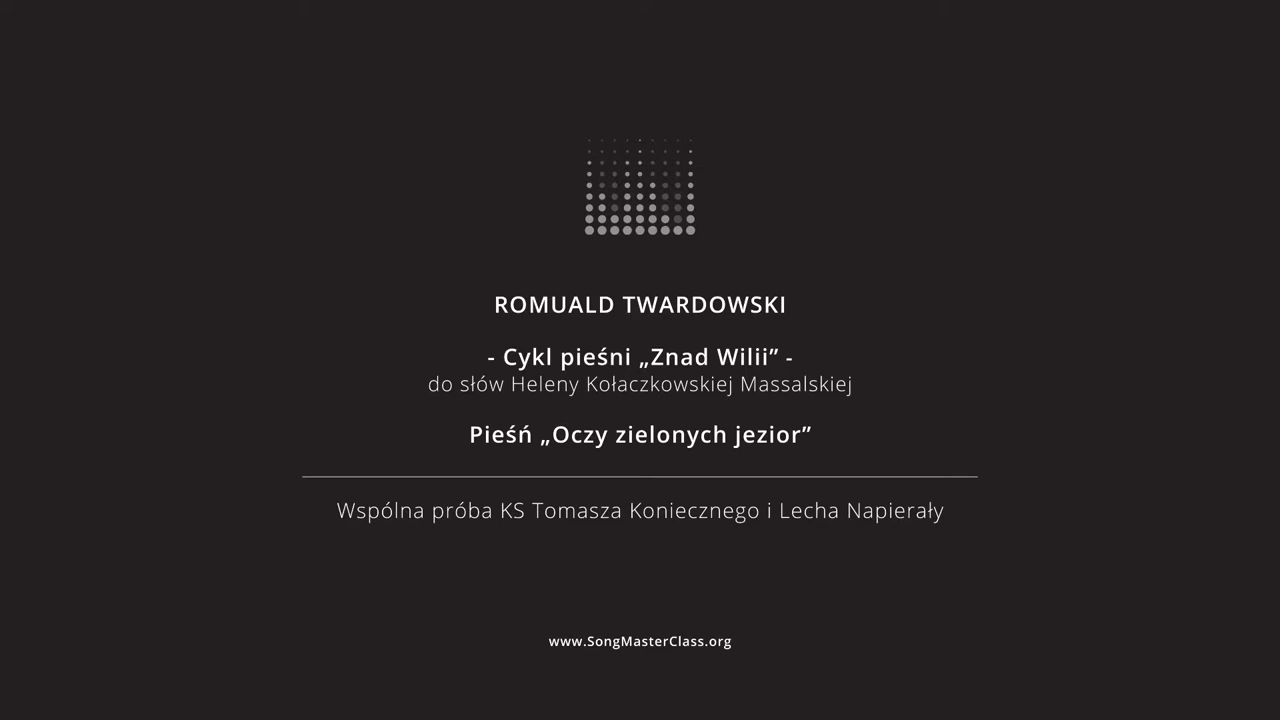 ROMUALD TWARDOWSKI
- Cykl pieśni „Znad Wilii” -
do słów Heleny Kołaczkowskiej Massalskiej
Pieśń „Oczy zielonych jezior”
Wspólna próba KS Tomasza Koniecznego i Lecha Napierały
www.SongMasterClass.org